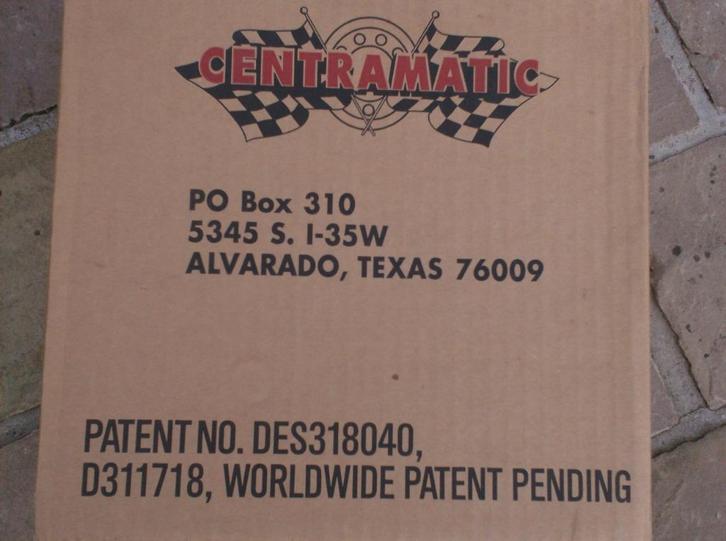 CENTRAMATIC
PO Box 310
5345 S. I-35W
ALVARADO, TEXAS 76009
PATENT NO. DES318040,
D311718, WORLDWIDE PATENT PENDING